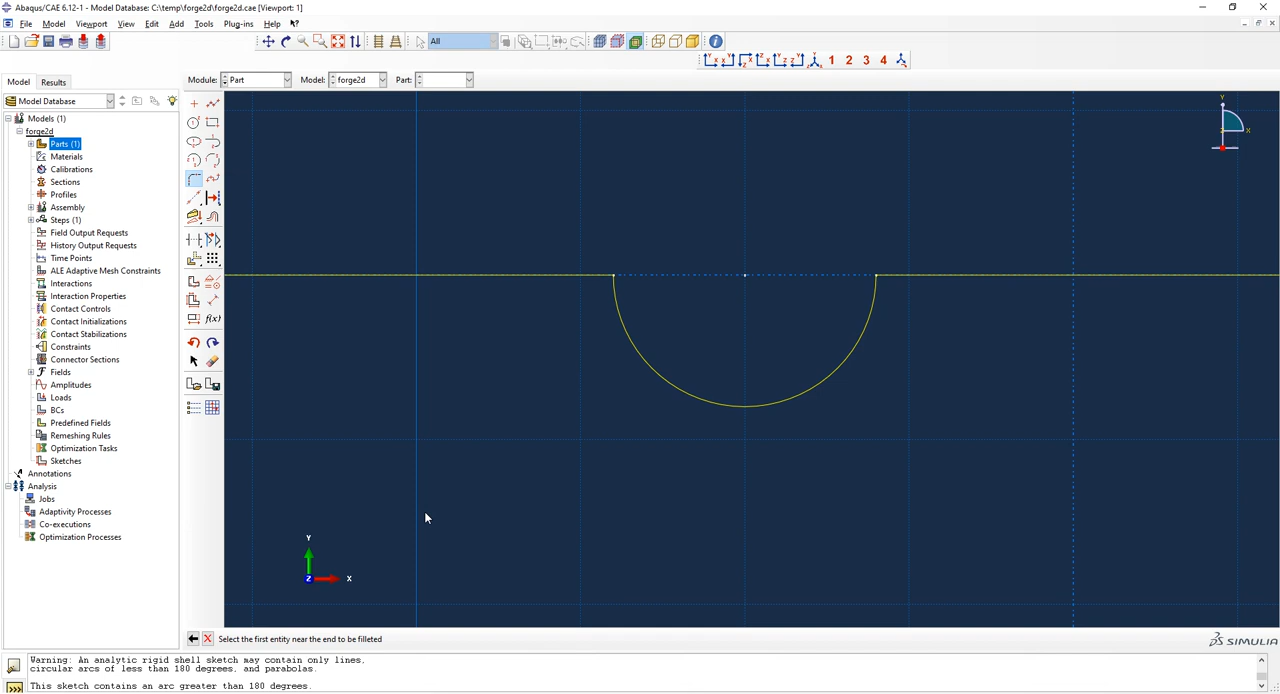 Abaqus/CAE 6.12-1 - Model Database: C:\temp\forge2d\forge2d.cae [Viewport: 1]
File Model Viewport View Edit Add Tools Plug-ins Help
All
1 2 3 4
Model Results
Module: Part Model: forge2d Part:
Model Database
Models (1)
forge2d
Parts (1)
Materials
Calibrations
Sections
Profiles
Assembly
Steps (1)
Field Output Requests
History Output Requests
Time Points
ALE Adaptive Mesh Constraints
Interactions
Interaction Properties
Contact Controls
Contact Initializations
Contact Stabilizations
Constraints
Connector Sections
Fields
Amplitudes
Loads
BCs
Predefined Fields
Remeshing Rules
Optimization Tasks
Sketches
Annotations
Analysis
Jobs
Adaptivity Processes
Co-executions
Optimization Processes
f(x)
Y
X
Y
Z
X
Select the first entity near the end to be filleted
SIMULIA
Warning: An analytic rigid shell sketch may contain only lines,
circular arcs of less than 180 degrees, and parabolas.
This sketch contains an arc greater than 180 degrees.